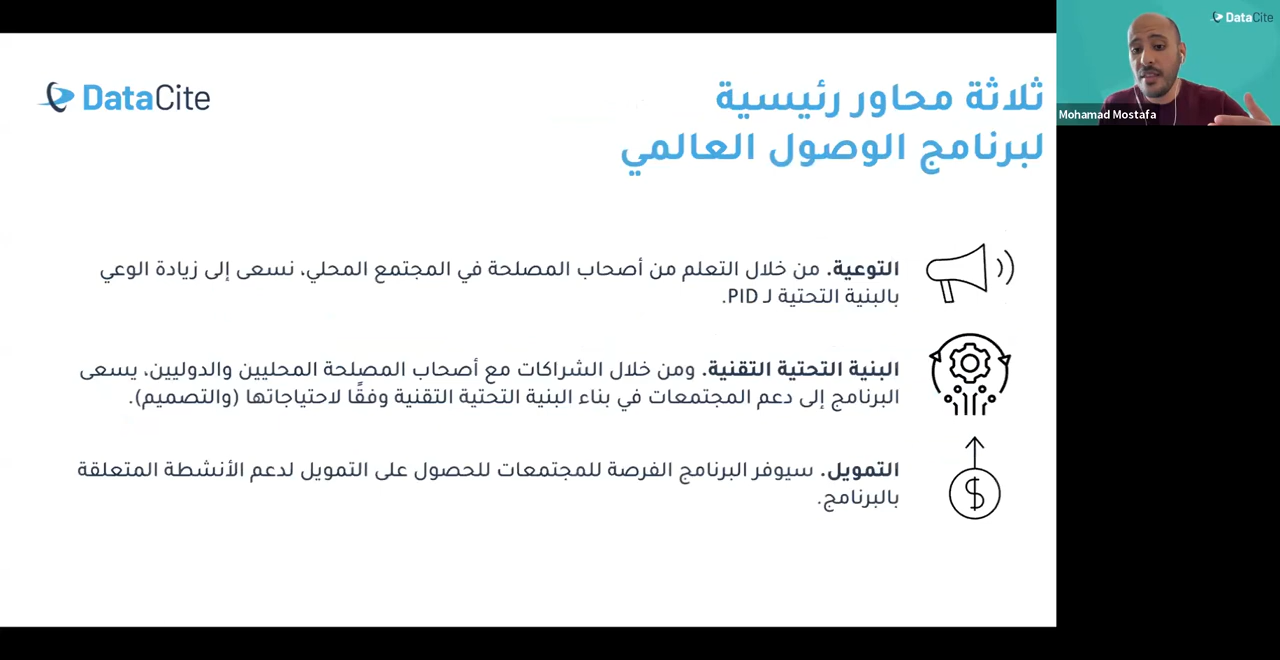 DataCite
ثلاثة محاور رئيسية
لبرنامج الوصول العالمي
التوعية. من خلال التعلم من أصحاب المصلحة في المجتمع المحلي، نسعى إلى زيادة الوعي
بالبنية التحتية لـ PID.
البنية التحتية التقنية. ومن خلال الشراكات مع أصحاب المصلحة المحليين والدوليين، يسعى
البرنامج إلى دعم المجتمعات في بناء البنية التحتية التقنية وفقًا لاحتياجاتها (والتصميم).
$
التمويل. سيوفر البرنامج الفرصة للمجتمعات للحصول على التمويل لدعم الأنشطة المتعلقة
بالبرنامج.
DataCite
Mohamad Mostafa